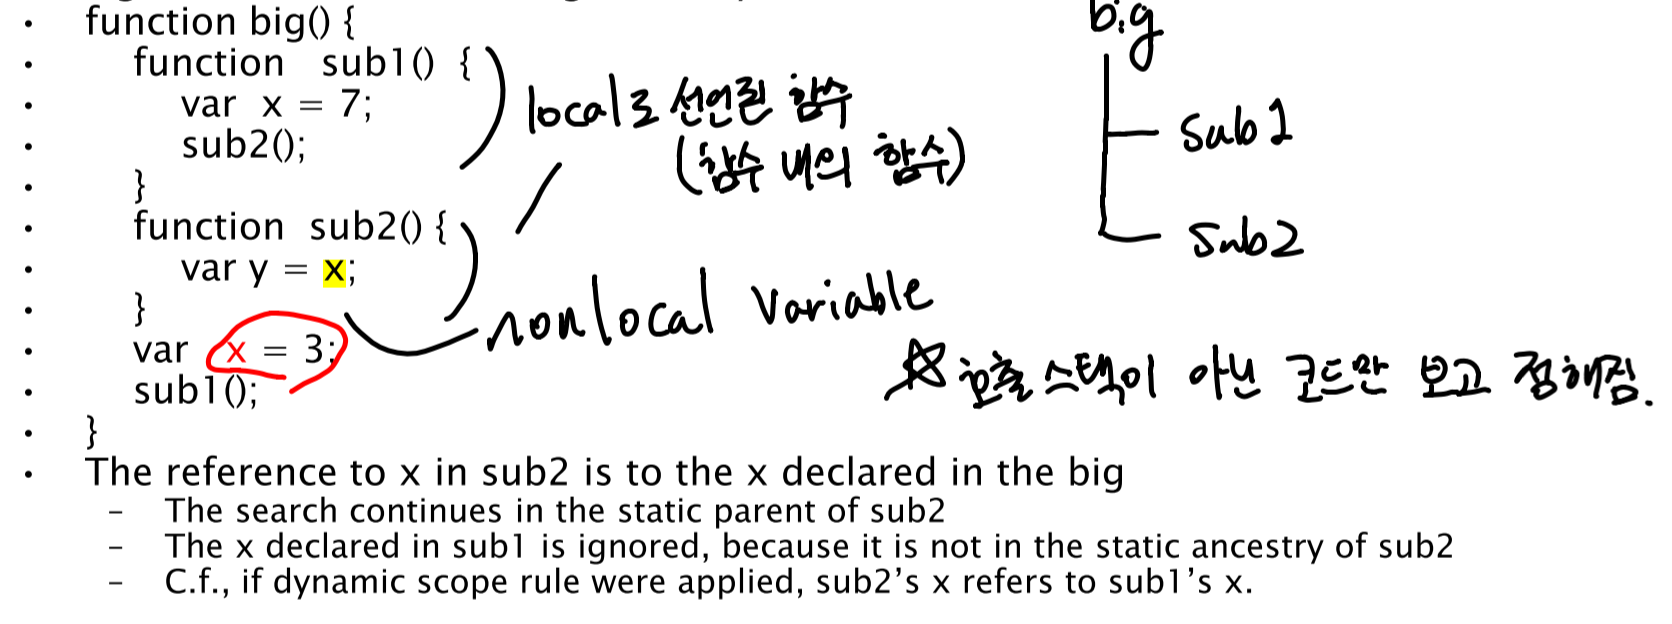 • function big() {
• function sub1() {
• var x = 7;
• sub2();
• }
• function sub2() {
• var y = x;
• }
• var x = 3;
• sub1();
• }
• The reference to x in sub2 is to the x declared in the big
– The search continues in the static parent of sub2
– The x declared in sub1 is ignored, because it is not in the static ancestry of sub2
– C.f., if dynamic scope rule were applied, sub2's x refers to sub1's x.
local로 선언된 함수
(함수 내의 함수)
nonlocal variable
☆ 호출 스택이 아닌 코드만 보고 정해짐.
big
sub1
sub2